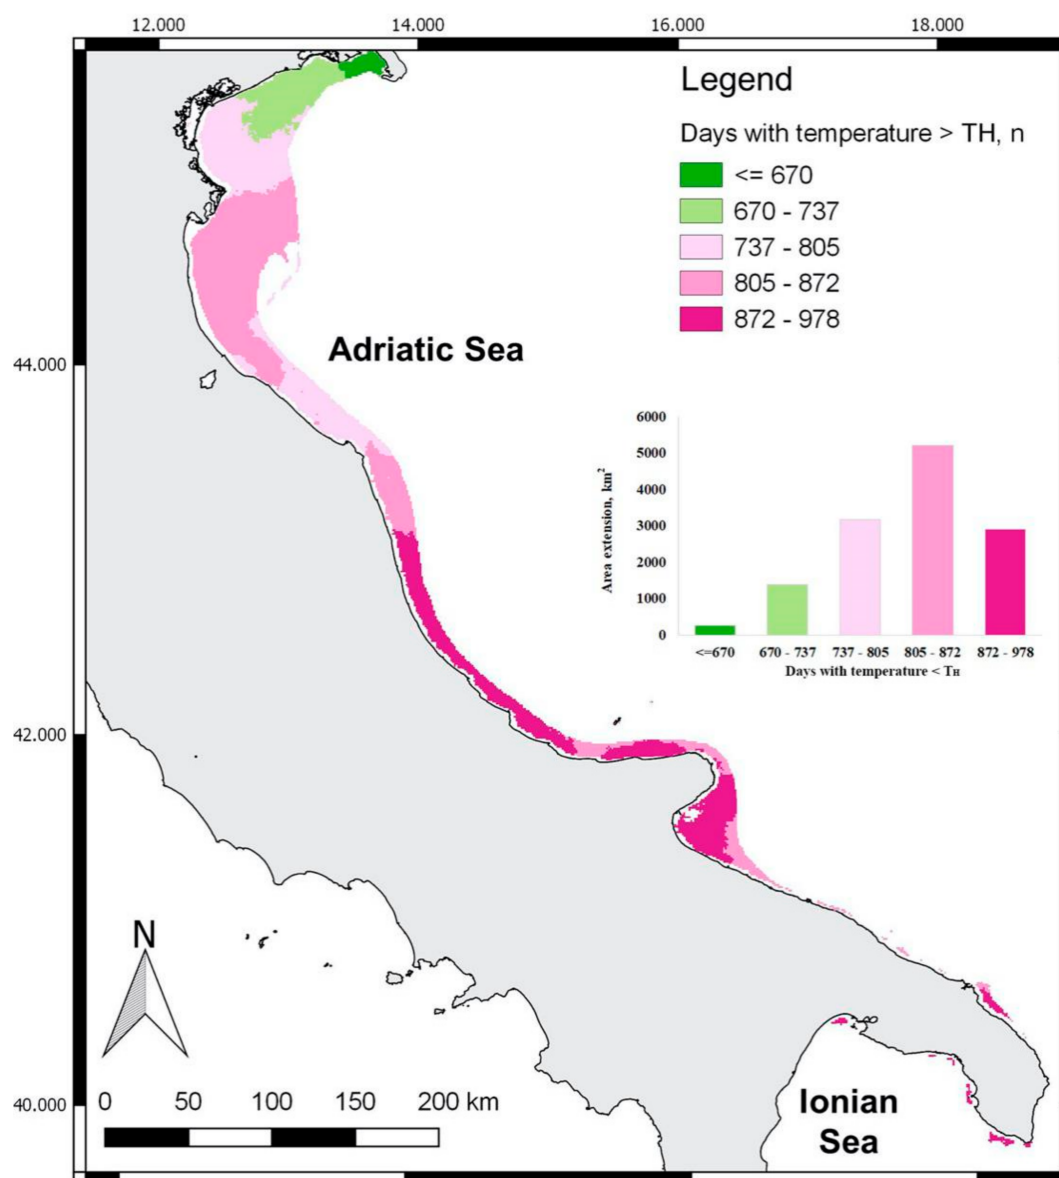 12.000 14.000 16.000 18.000
Legend
Days with temperature > TH, n
<= 670
670 - 737
737 - 805
805 - 872
872 - 978
Adriatic Sea
44.000
42.000
40.000
6000
5000
4000
3000
2000
1000
0
Area extension, km²
<=670 670 - 737 737 - 805 805 - 872 872 - 978
Days with temperature < TH
N
0 50 100 150 200 km
Ionian
Sea